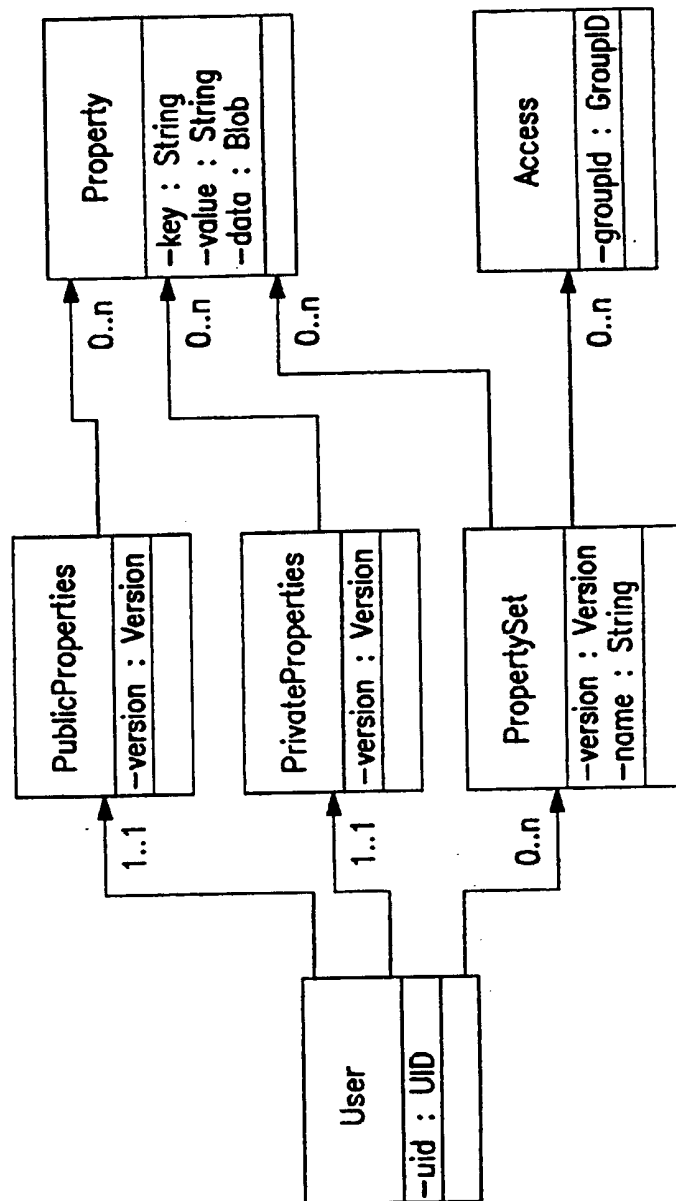 User
–uid : UID
1..1
1..1
0..n
PublicProperties
–version : Version
PrivateProperties
–version : Version
PropertySet
–version : Version
–name : String
0..n
0..n
0..n
0..n
Property
–key : String
–value : String
–data : Blob
Access
–groupId : GroupID